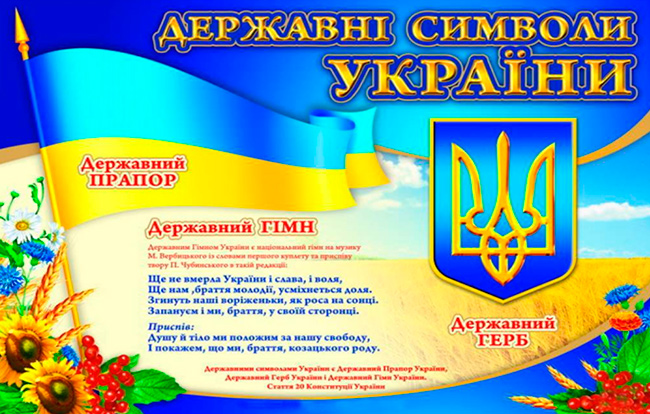 ДЕРЖАВНІ СИМВОЛИ
УКРАЇНИ
Державний
ПРАПОР
Державний ГІМН
Державним Гімном України є національний гімн на музику
М. Вербицького із словами першого куплету та приспіву
твору П. Чубинського в такій редакції:
Ще не вмерла України і слава, і воля,
Ще нам ,браття молодії, усміхнеться доля.
Згинуть наші воріженьки, як роса на сонці.
Запануєм і ми, браття, у своїй сторонці.
Приспів:
Душу й тіло ми положим за нашу свободу,
І покажем, що ми, браття, козацького роду.
Державний
ГЕРБ
Державними символами України є Державний Прапор України,
Державний Герб України і Державний Гімн України.
Стаття 20 Конституції України